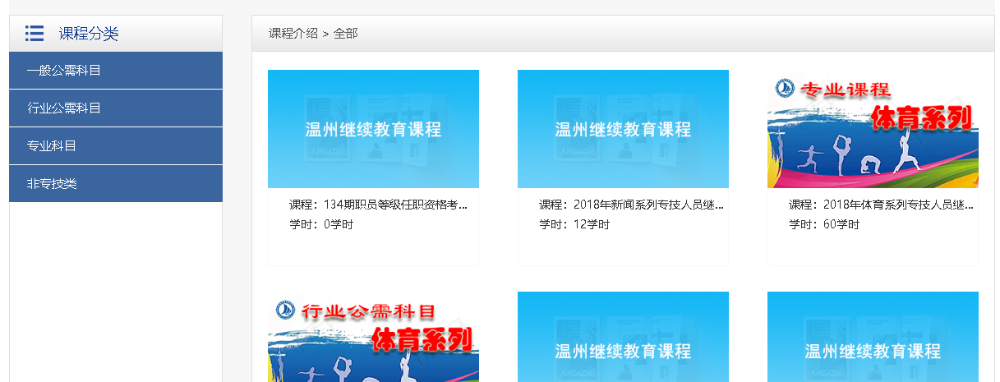 课程分类
一般公需科目
行业公需科目
专业科目
非专技类
课程介绍 > 全部
温州继续教育课程
课程：134期职员等级任职资格考...
学时：0学时
温州继续教育课程
课程：2018年新闻系列专技人员继...
学时：12学时
专业课程
体育系列
课程：2018年体育系列专技人员继...
学时：60学时
行业公需科目
体育系列
温州继续教育课程
温州继续教育课程